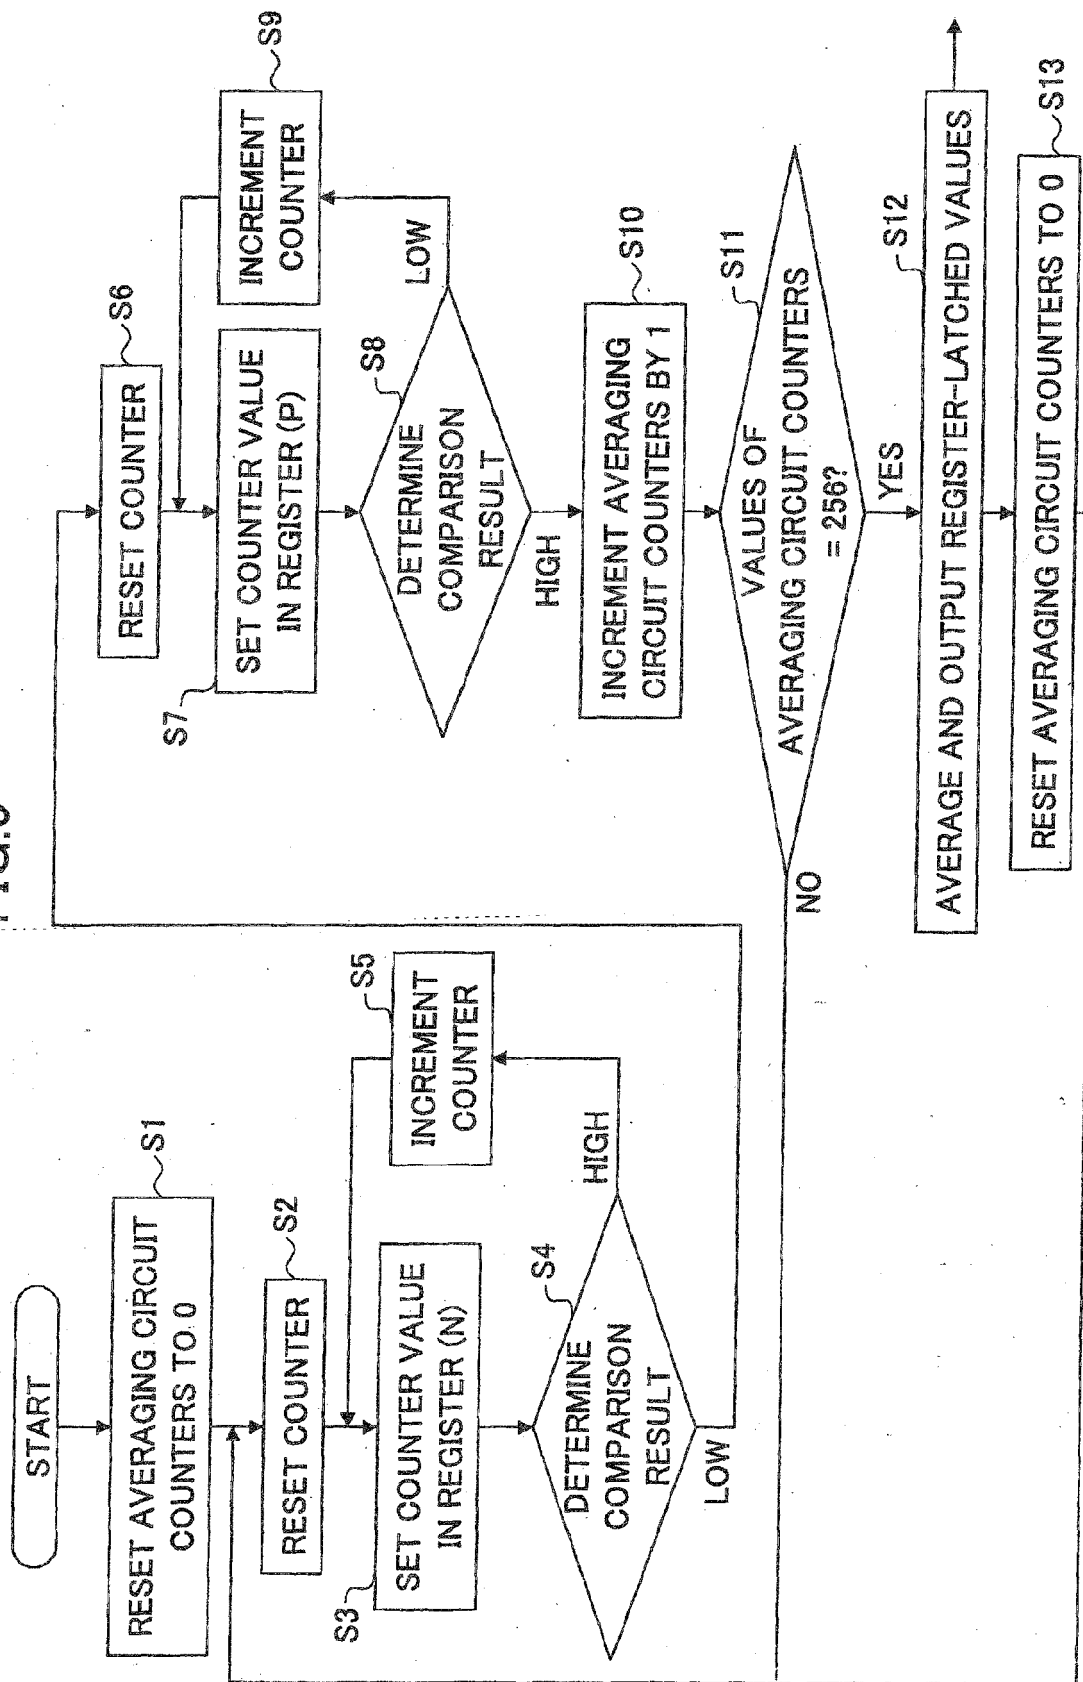 START
RESET AVERAGING CIRCUIT
COUNTERS TO 0
S1
RESET COUNTER
S2
SET COUNTER VALUE
IN REGISTER (N)
S3
DETERMINE
COMPARISON
RESULT
S4
HIGH
LOW
INCREMENT
COUNTER
S5
RESET COUNTER
S6
SET COUNTER VALUE
IN REGISTER (P)
S7
DETERMINE
COMPARISON
RESULT
S8
LOW
HIGH
INCREMENT
COUNTER
S9
INCREMENT AVERAGING
CIRCUIT COUNTERS BY 1
S10
VALUES OF
AVERAGING CIRCUIT COUNTERS
= 256?
S11
NO
YES
AVERAGE AND OUTPUT REGISTER-LATCHED VALUES
S12
RESET AVERAGING CIRCUIT COUNTERS TO 0
S13